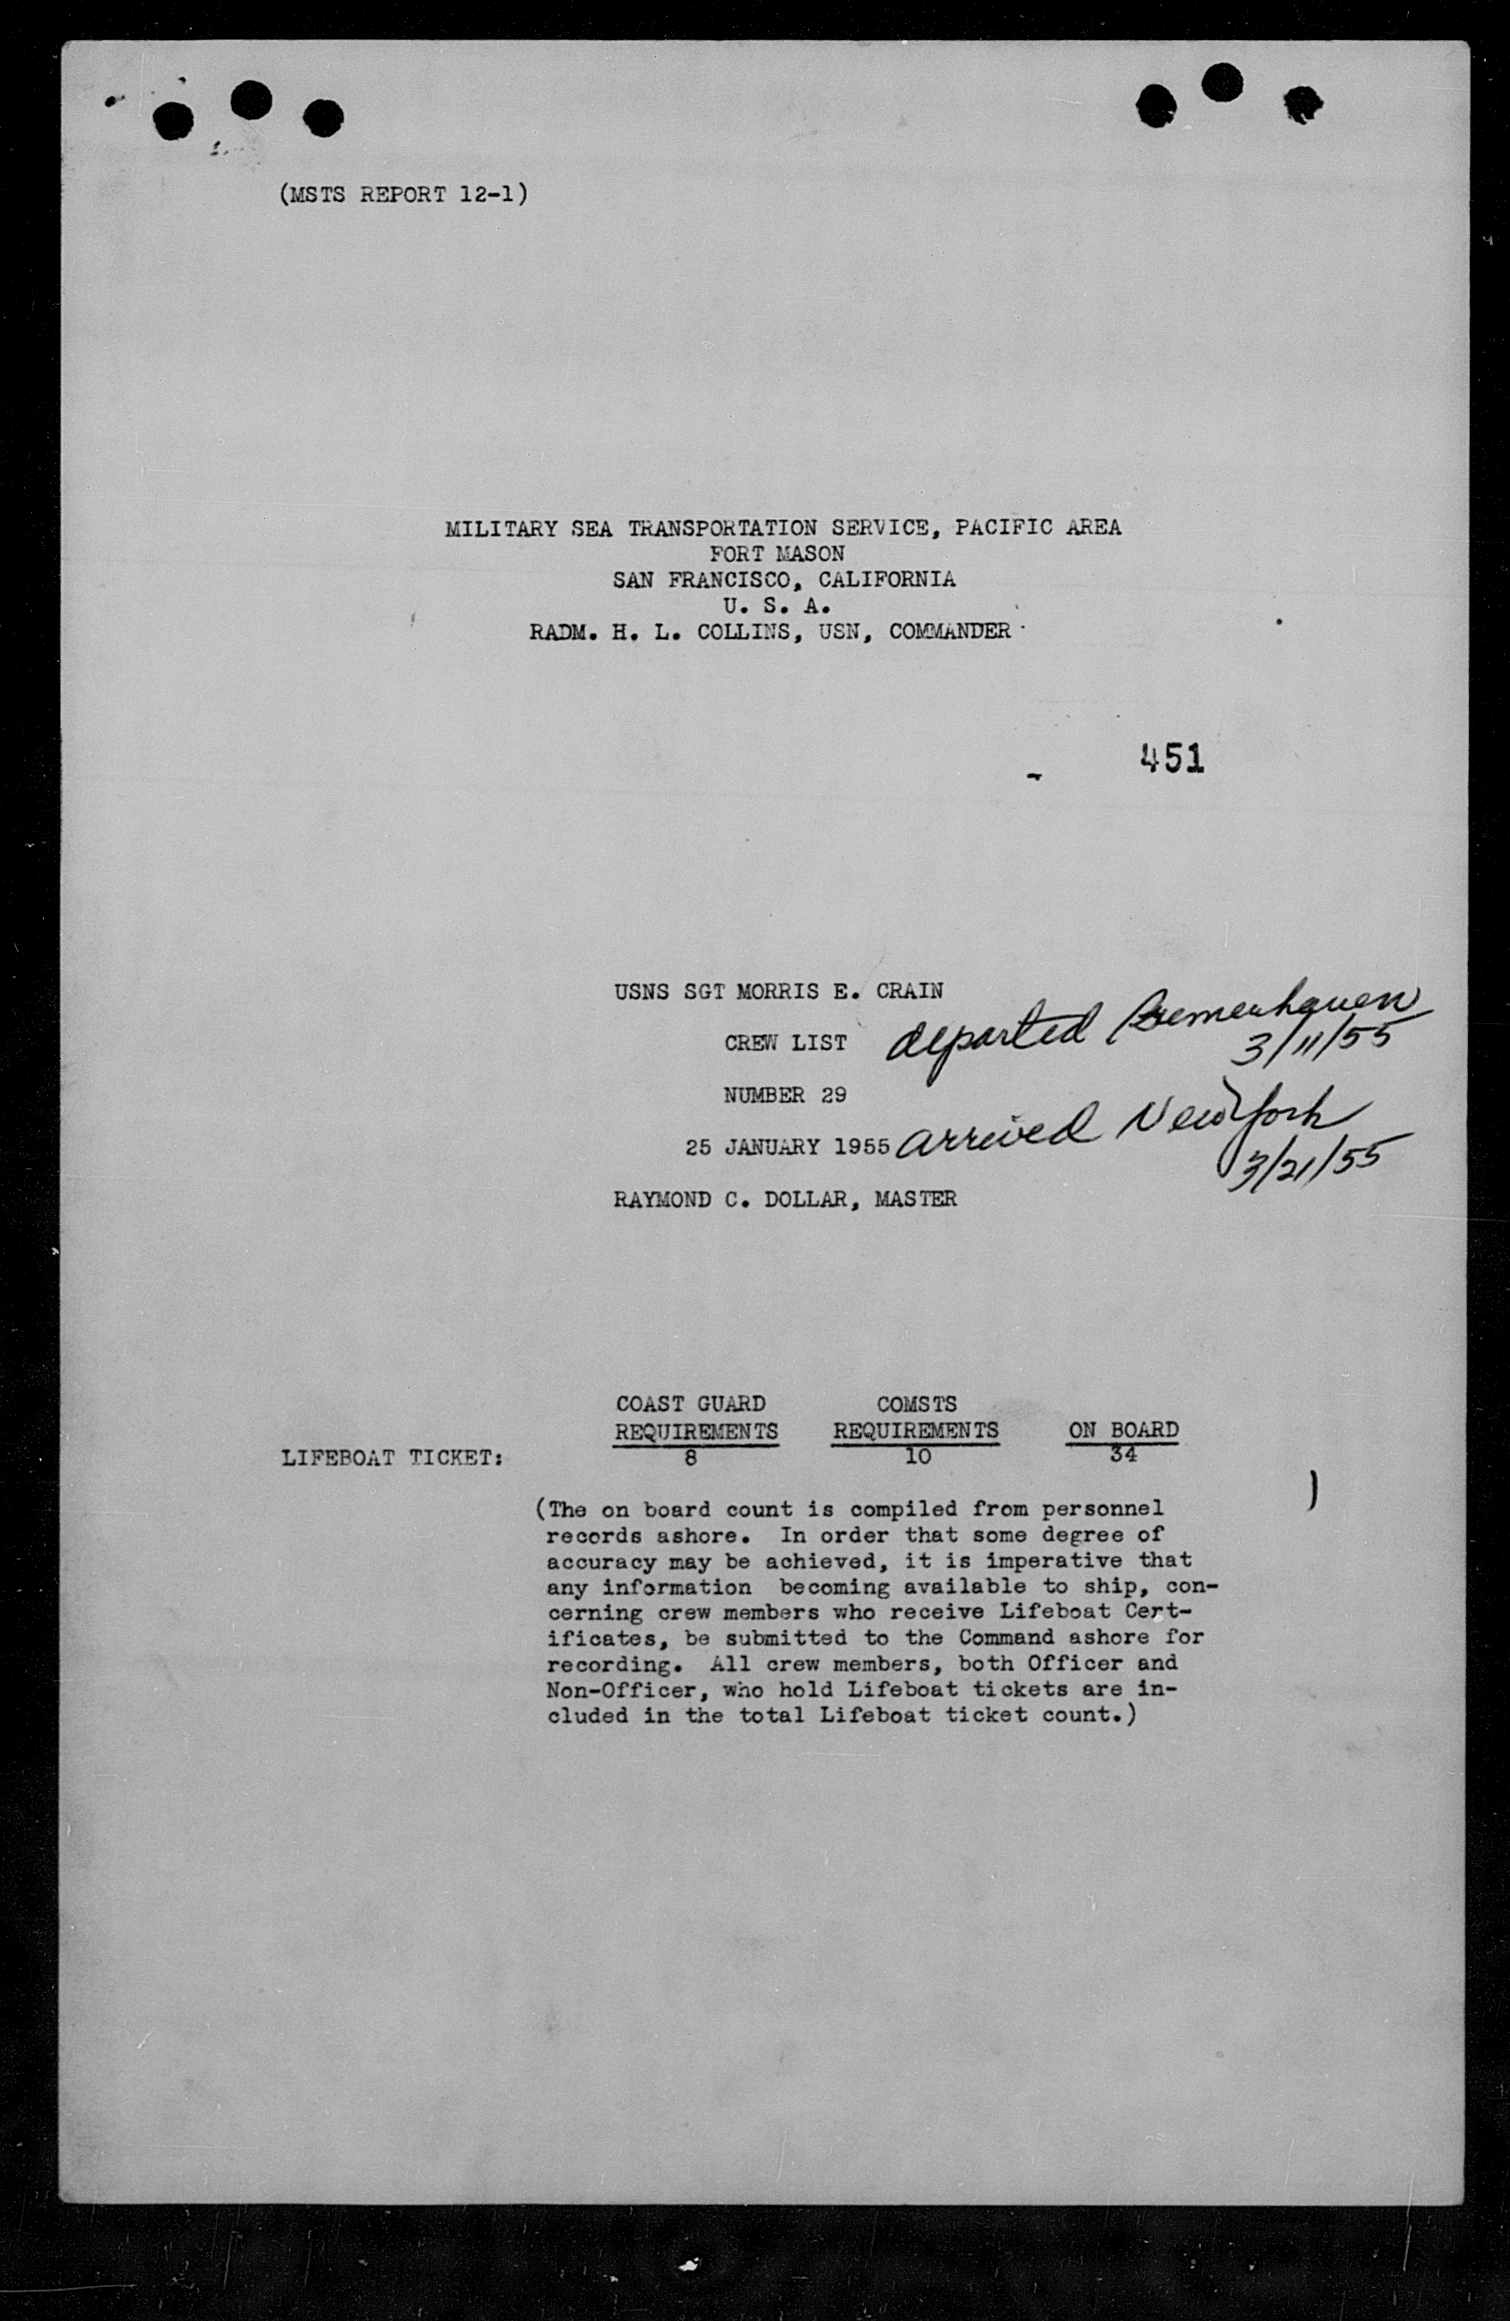 (MSTS REPORT 12-1)
MILITARY SEA TRANSPORTATION SERVICE, PACIFIC AREA
FORT MASON
SAN FRANCISCO, CALIFORNIA
U. S. A.
RADM. H. L. COLLINS, USN, COMMANDER
451
USNS SGT MORRIS E. CRAIN
CREW LIST departed Bremerhaven
3/11/55
NUMBER 29
25 JANUARY 1955 arrived New York
3/21/55
RAYMOND C. DOLLAR, MASTER
COAST GUARD COMSTS
REQUIREMENTS REQUIREMENTS ON BOARD
LIFEBOAT TICKET: 8 10 34
(The on board count is compiled from personnel
records ashore. In order that some degree of
accuracy may be achieved, it is imperative that
any information becoming available to ship, con-
cerning crew members who receive Lifeboat Cert-
ificates, be submitted to the Command ashore for
recording. All crew members, both Officer and
Non-Officer, who hold Lifeboat tickets are in-
cluded in the total Lifeboat ticket count.)